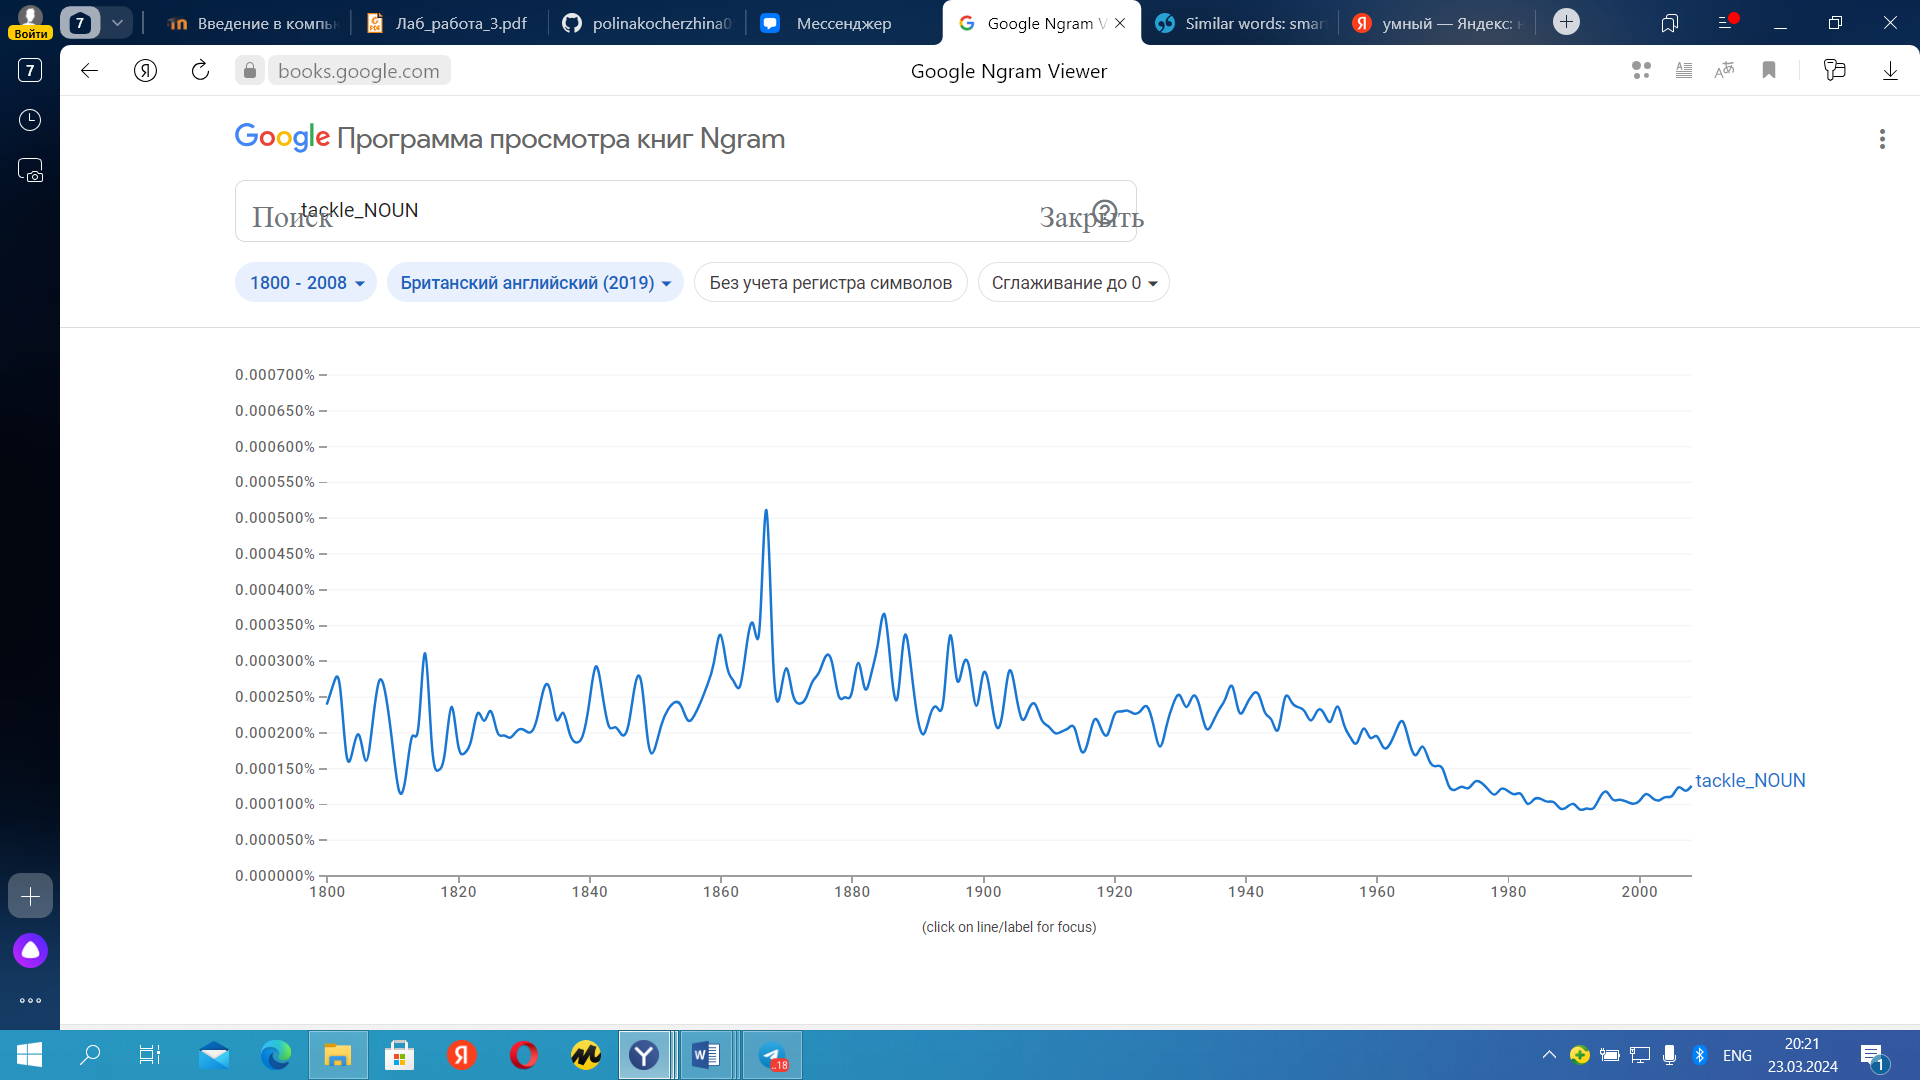 Войти
7
Введение в компь
Лаб_работа_3.pdf
polinakocherzhina0
Мессенджер
Google Ngram V
Similar words: smar
умный — Яндекс: н
7
books.google.com
Google Ngram Viewer
Google Программа просмотра книг Ngram
Поиск
tackle_NOUN
Закрыть
1800 - 2008
Британский английский (2019)
Без учета регистра символов
Сглаживание до 0
0.000700%
0.000650%
0.000600%
0.000550%
0.000500%
0.000450%
0.000400%
0.000350%
0.000300%
0.000250%
0.000200%
0.000150%
0.000100%
0.000050%
0.000000%
tackle_NOUN
1800 1820 1840 1860 1880 1900 1920 1940 1960 1980 2000
(click on line/label for focus)
..18
ENG
20:21
23.03.2024
1